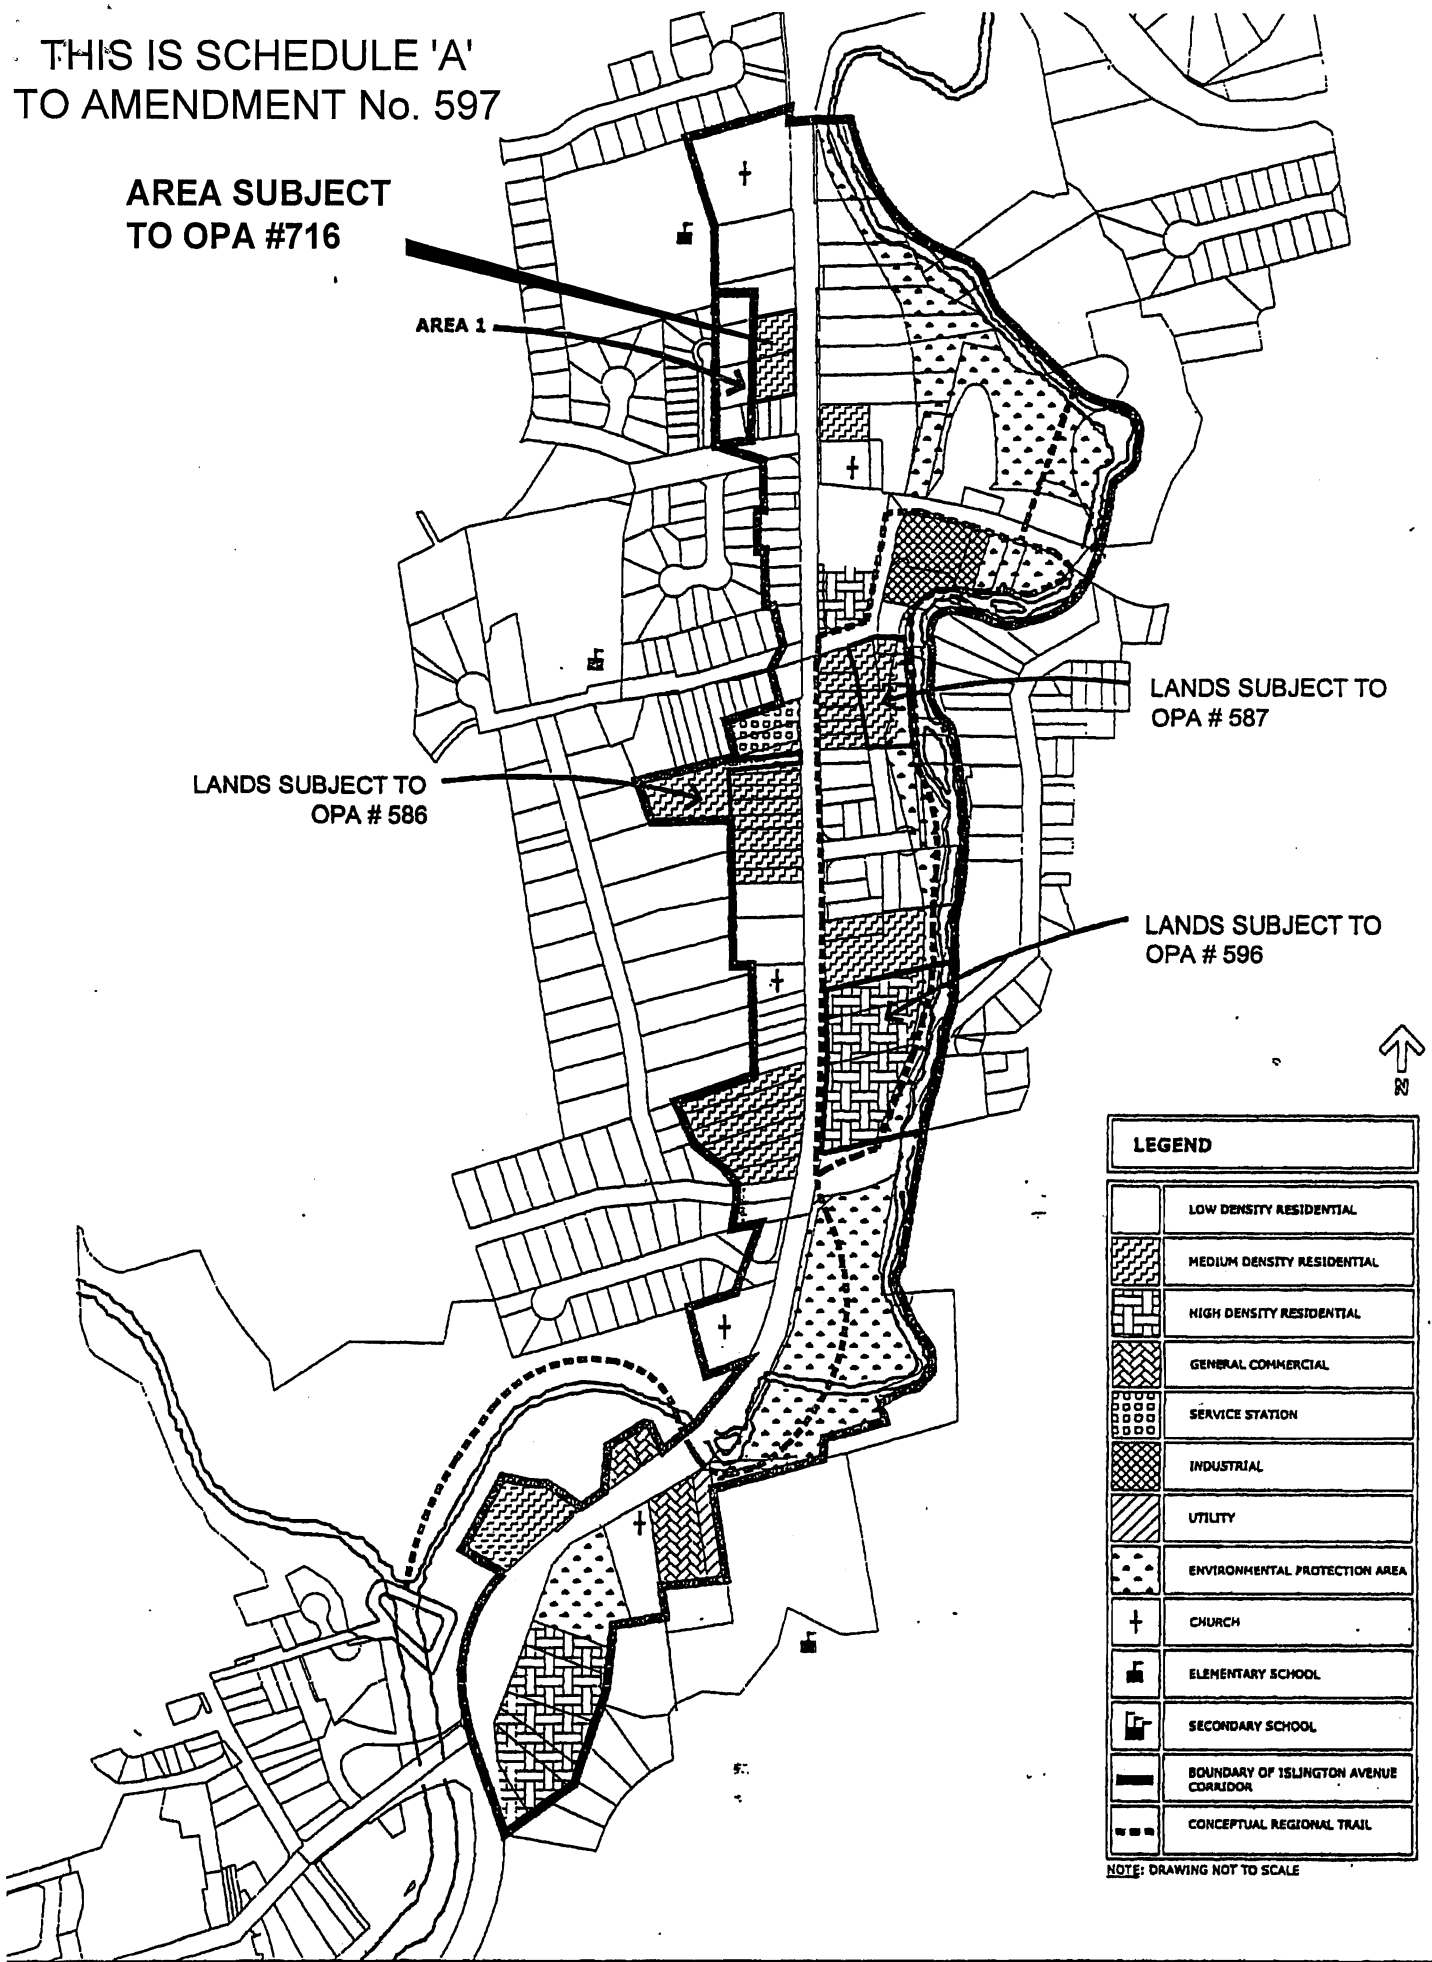 THIS IS SCHEDULE 'A'
TO AMENDMENT No. 597
AREA SUBJECT
TO OPA #716
AREA 1
LANDS SUBJECT TO
OPA # 587
LANDS SUBJECT TO
OPA # 586
LANDS SUBJECT TO
OPA # 596
N
LEGEND
LOW DENSITY RESIDENTIAL
MEDIUM DENSITY RESIDENTIAL
HIGH DENSITY RESIDENTIAL
GENERAL COMMERCIAL
SERVICE STATION
INDUSTRIAL
UTILITY
ENVIRONMENTAL PROTECTION AREA
CHURCH
ELEMENTARY SCHOOL
SECONDARY SCHOOL
BOUNDARY OF ISLINGTON AVENUE
CORRIDOR
CONCEPTUAL REGIONAL TRAIL
NOTE: DRAWING NOT TO SCALE